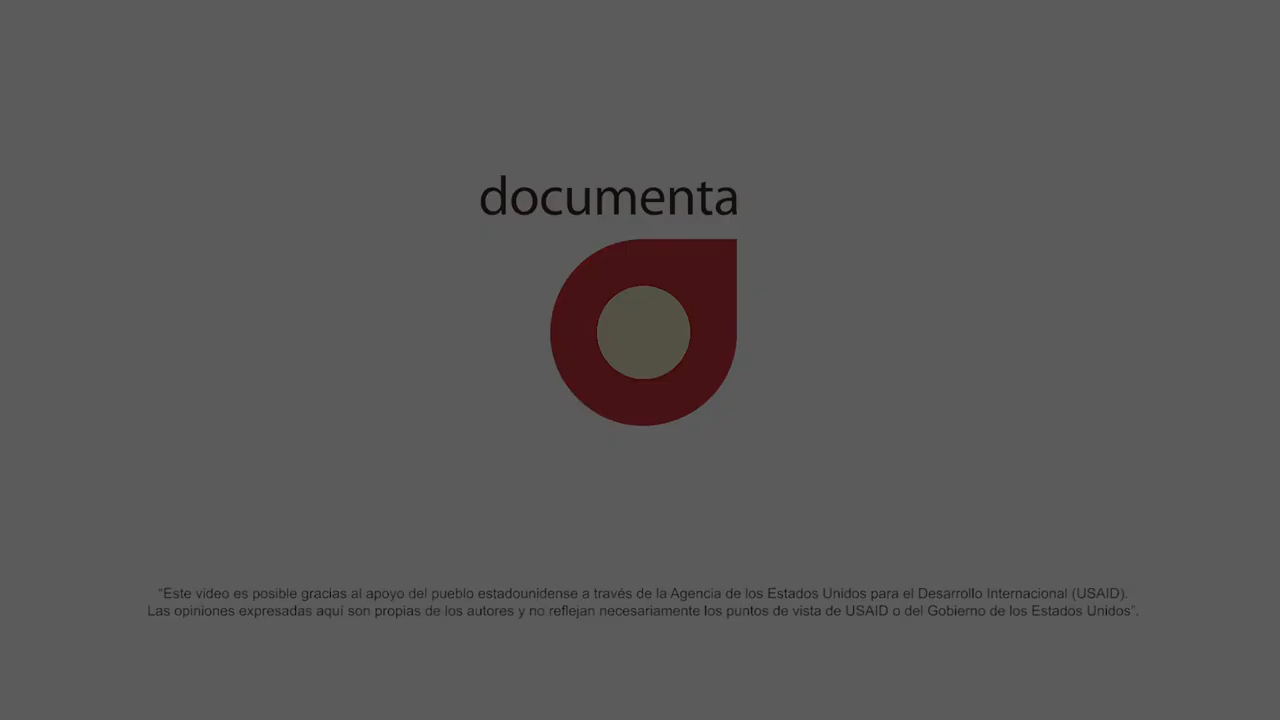 documenta
“Este video es posible gracias al apoyo del pueblo estadounidense a través de la Agencia de los Estados Unidos para el Desarrollo Internacional (USAID).
Las opiniones expresadas aquí son propias de los autores y no reflejan necesariamente los puntos de vista de USAID o del Gobierno de los Estados Unidos”.